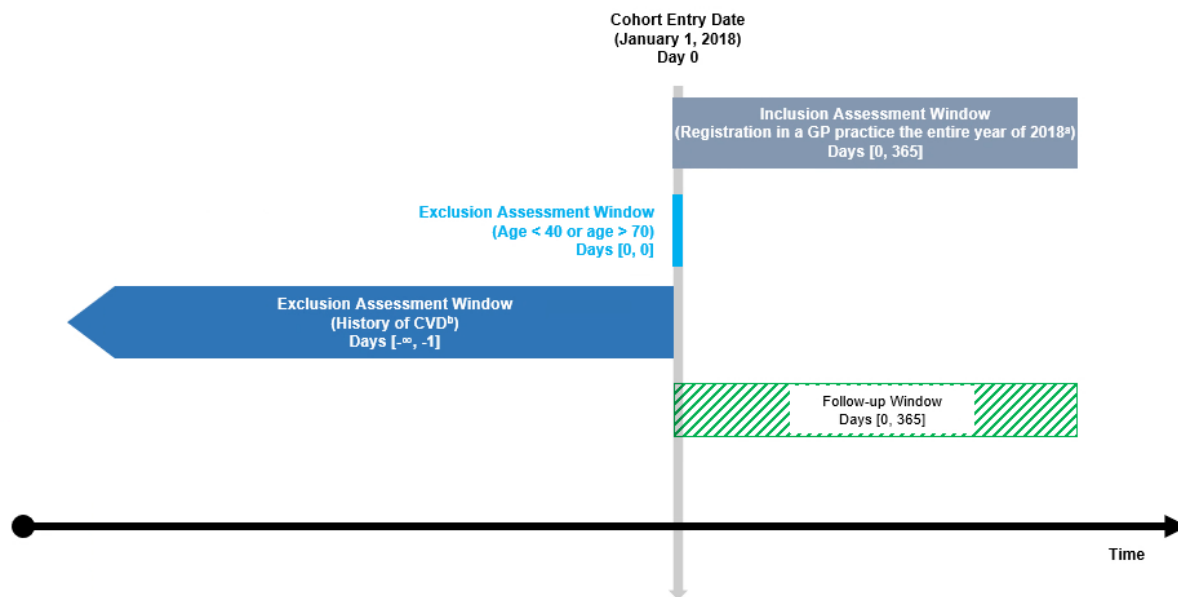 Cohort Entry Date
(January 1, 2018)
Day 0
Inclusion Assessment Window
(Registration in a GP practice the entire year of 2018ᵃ)
Days [0, 365]
Exclusion Assessment Window
(Age < 40 or age > 70)
Days [0, 0]
Exclusion Assessment Window
(History of CVDᵇ)
Days [-∞, -1]
Follow-up Window
Days [0, 365]
Time